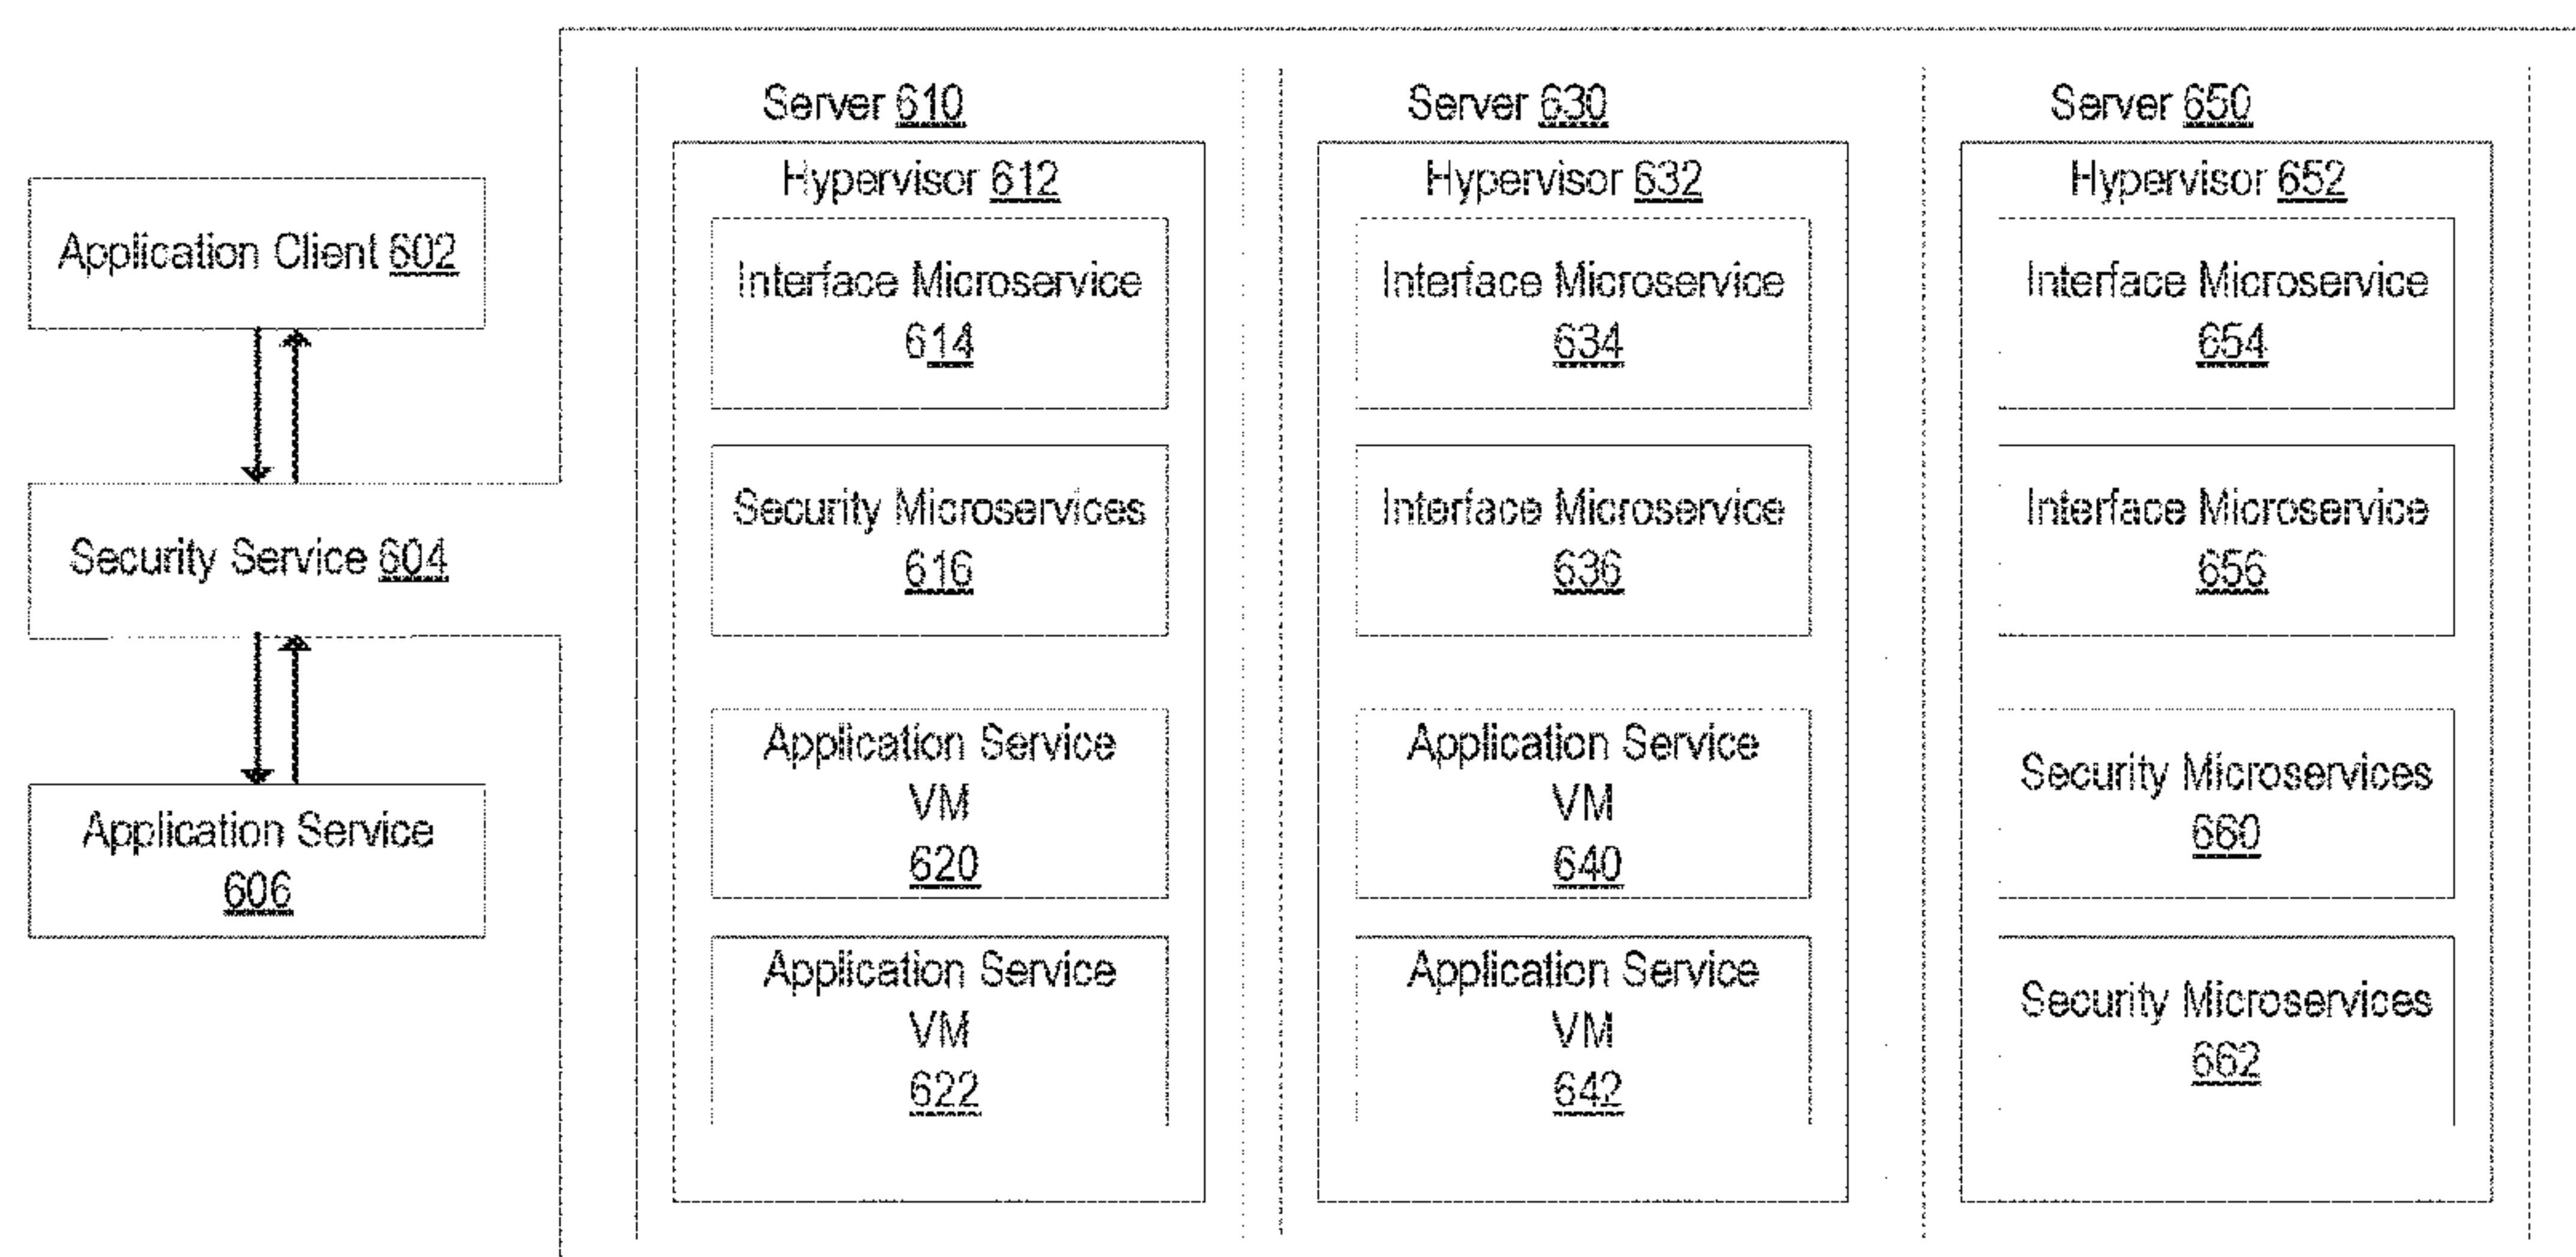 Application Client 602
Security Service 604
Application Service
606
Server 610
Hypervisor 612
Interface Microservice
614
Security Microservices
616
Application Service
VM
620
Application Service
VM
622
Server 630
Hypervisor 632
Interface Microservice
634
Interface Microservice
636
Application Service
VM
640
Application Service
VM
642
Server 650
Hypervisor 652
Interface Microservice
654
Interface Microservice
656
Security Microservices
660
Security Microservices
662